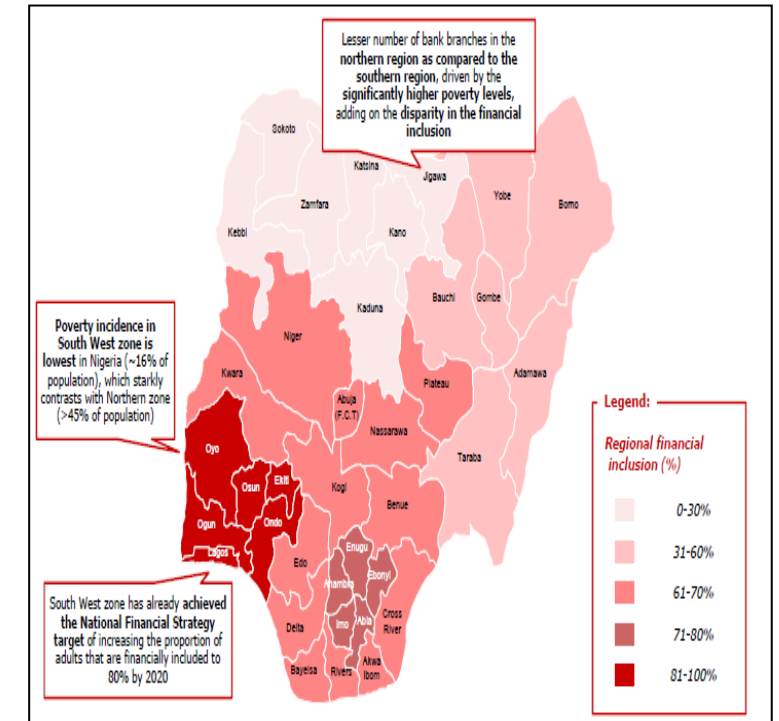 Lesser number of bank branches in the
northern region as compared to the
southern region, driven by the
significantly higher poverty levels,
adding on the disparity in the financial
inclusion
Sokoto
Katsina
Jigawa
Yobe
Borno
Zamfara
Kebbi
Kano
Kaduna
Bauchi
Gombe
Poverty incidence in
South West zone is
lowest in Nigeria (~16% of
population), which starkly
contrasts with Northern zone
(>45% of population)
Niger
Adamawa
Kwara
Plateau
Abuja
(F.C.T)
Nassarawa
Taraba
Oyo
Osun
Ekiti
Kogi
Benue
Ogun
Ondo
Lagos
Edo
Enugu
Anambra
Ebonyi
Imo
Abia
Cross
River
Delta
Bayelsa
Rivers
Akwa
Ibom
South West zone has already achieved
the National Financial Strategy
target of increasing the proportion of
adults that are financially included to
80% by 2020
Legend:
Regional financial
inclusion (%)
0-30%
31-60%
61-70%
71-80%
81-100%